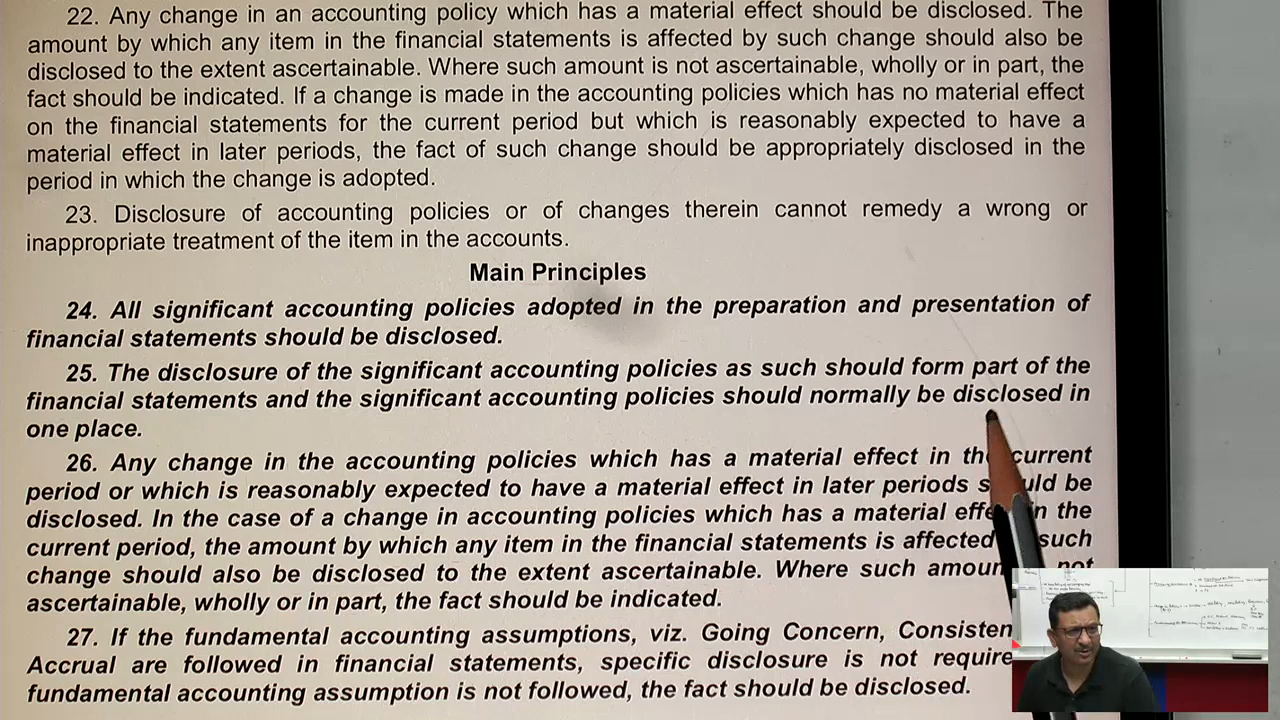 22. Any change in an accounting policy which has a material effect should be disclosed. The
amount by which any item in the financial statements is affected by such change should also be
disclosed to the extent ascertainable. Where such amount is not ascertainable, wholly or in part, the
fact should be indicated. If a change is made in the accounting policies which has no material effect
on the financial statements for the current period but which is reasonably expected to have a
material effect in later periods, the fact of such change should be appropriately disclosed in the
period in which the change is adopted.
23. Disclosure of accounting policies or of changes therein cannot remedy a wrong or
inappropriate treatment of the item in the accounts.
Main Principles
24. All significant accounting policies adopted in the preparation and presentation of
financial statements should be disclosed.
25. The disclosure of the significant accounting policies as such should form part of the
financial statements and the significant accounting policies should normally be disclosed in
one place.
26. Any change in the accounting policies which has a material effect in the current
period or which is reasonably expected to have a material effect in later periods should be
disclosed. In the case of a change in accounting policies which has a material effect in the
current period, the amount by which any item in the financial statements is affected such
change should also be disclosed to the extent ascertainable. Where such amount not
ascertainable, wholly or in part, the fact should be indicated.
27. If the fundamental accounting assumptions, viz. Going Concern,
Accrual are followed in financial statements, specific disclosure is not
fundamental accounting assumption is not followed, the fact should be disclosed.